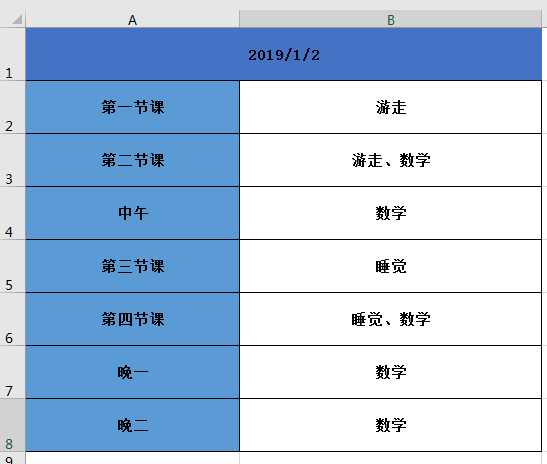 A B
1 2019/1/2
2 第一节课 游走
3 第二节课 游走、数学
4 中午 数学
5 第三节课 睡觉
6 第四节课 睡觉、数学
7 晚一 数学
8 晚二 数学
9